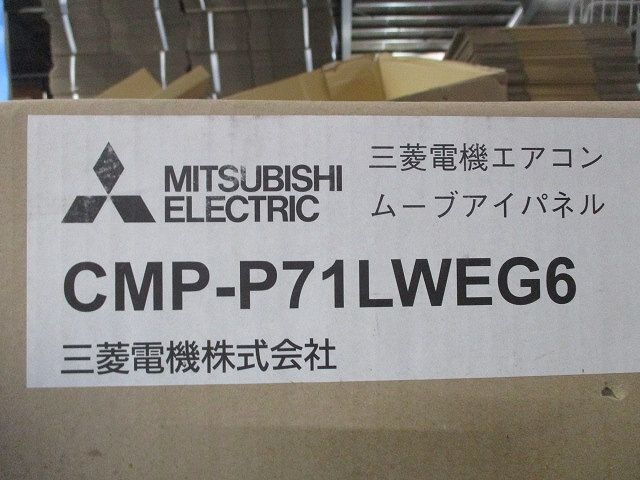 MITSUBISHI
ELECTRIC
三菱電機エアコン
ムーブアイパネル
CMP-P71LWEG6
三菱電機株式会社